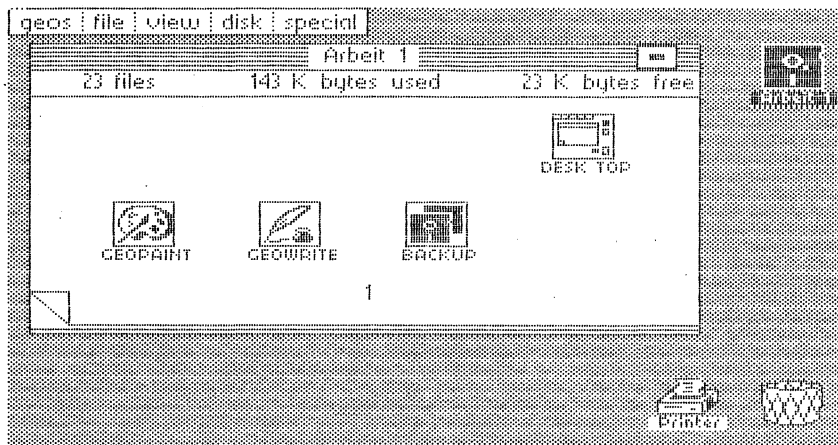 geos file view disk special
Arbeit 1
23 files 143 K bytes used 23 K bytes free
DESK TOP
GEOPAINT GEOWRITE BACKUP
1
Printer